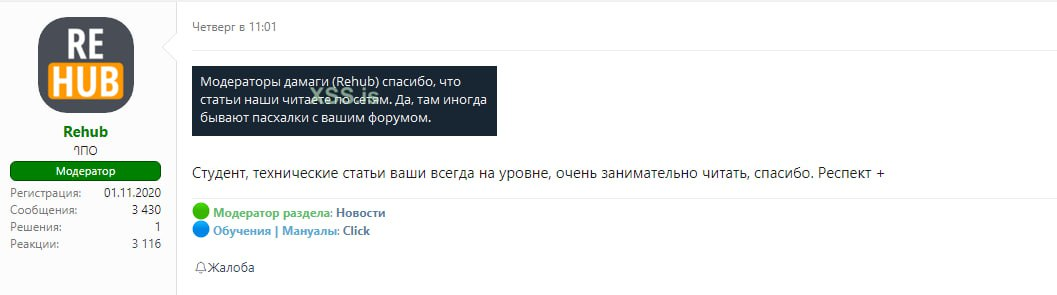 RE
HUB
Rehub
Модератор
Регистрация: 01.11.2020
Сообщения: 3 430
Решения: 1
Реакции: 3 116
Четверг в 11:01
Модераторы дамаги (Rehub) спасибо, что
статьи наши читаете по сетям. Да, там иногда
бывают пасхалки с вашим форумом.
XSS.is
Студент, технические статьи ваши всегда на уровне, очень занимательно читать, спасибо. Респект +
Модератор раздела: Новости
Обучения | Мануалы: Click
Жалоба